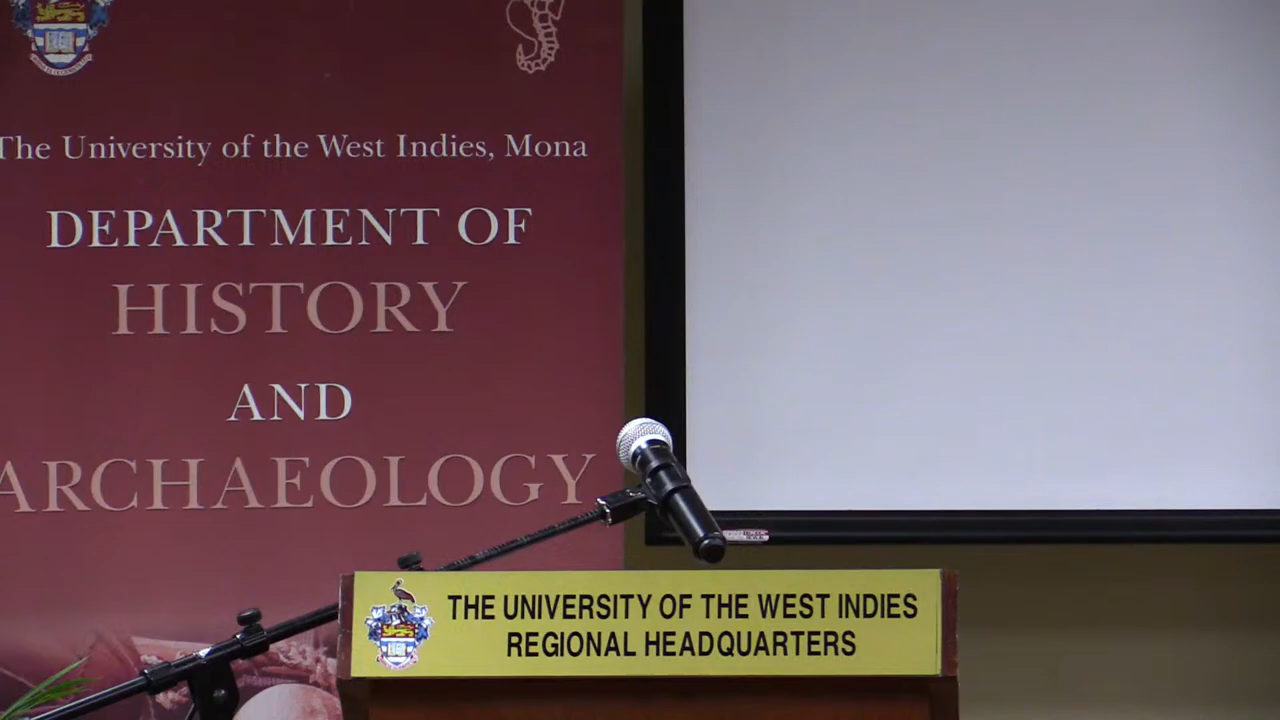 The University of the West Indies, Mona
DEPARTMENT OF
HISTORY
AND
ARCHAEOLOGY
THE UNIVERSITY OF THE WEST INDIES
REGIONAL HEADQUARTERS